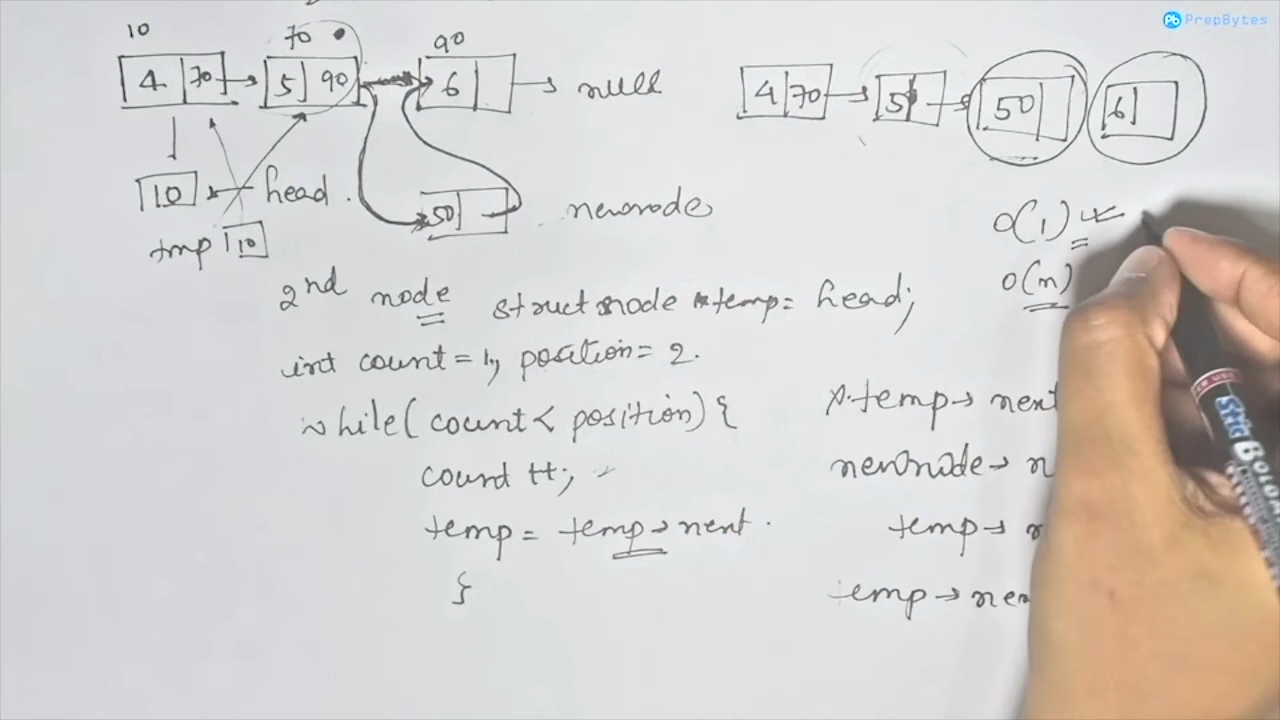 PrepBytes
10 70 90
4 70 5 90 6 null
4 70 5 50 6
10 head
50 newnode
tmp 10
O(1)
O(n)
2nd node struct node *temp = head;
int count = 1, position = 2.
while( count < position) {
count ++;
temp = temp → next .
}
temp → next
newnode →
temp →
temp →